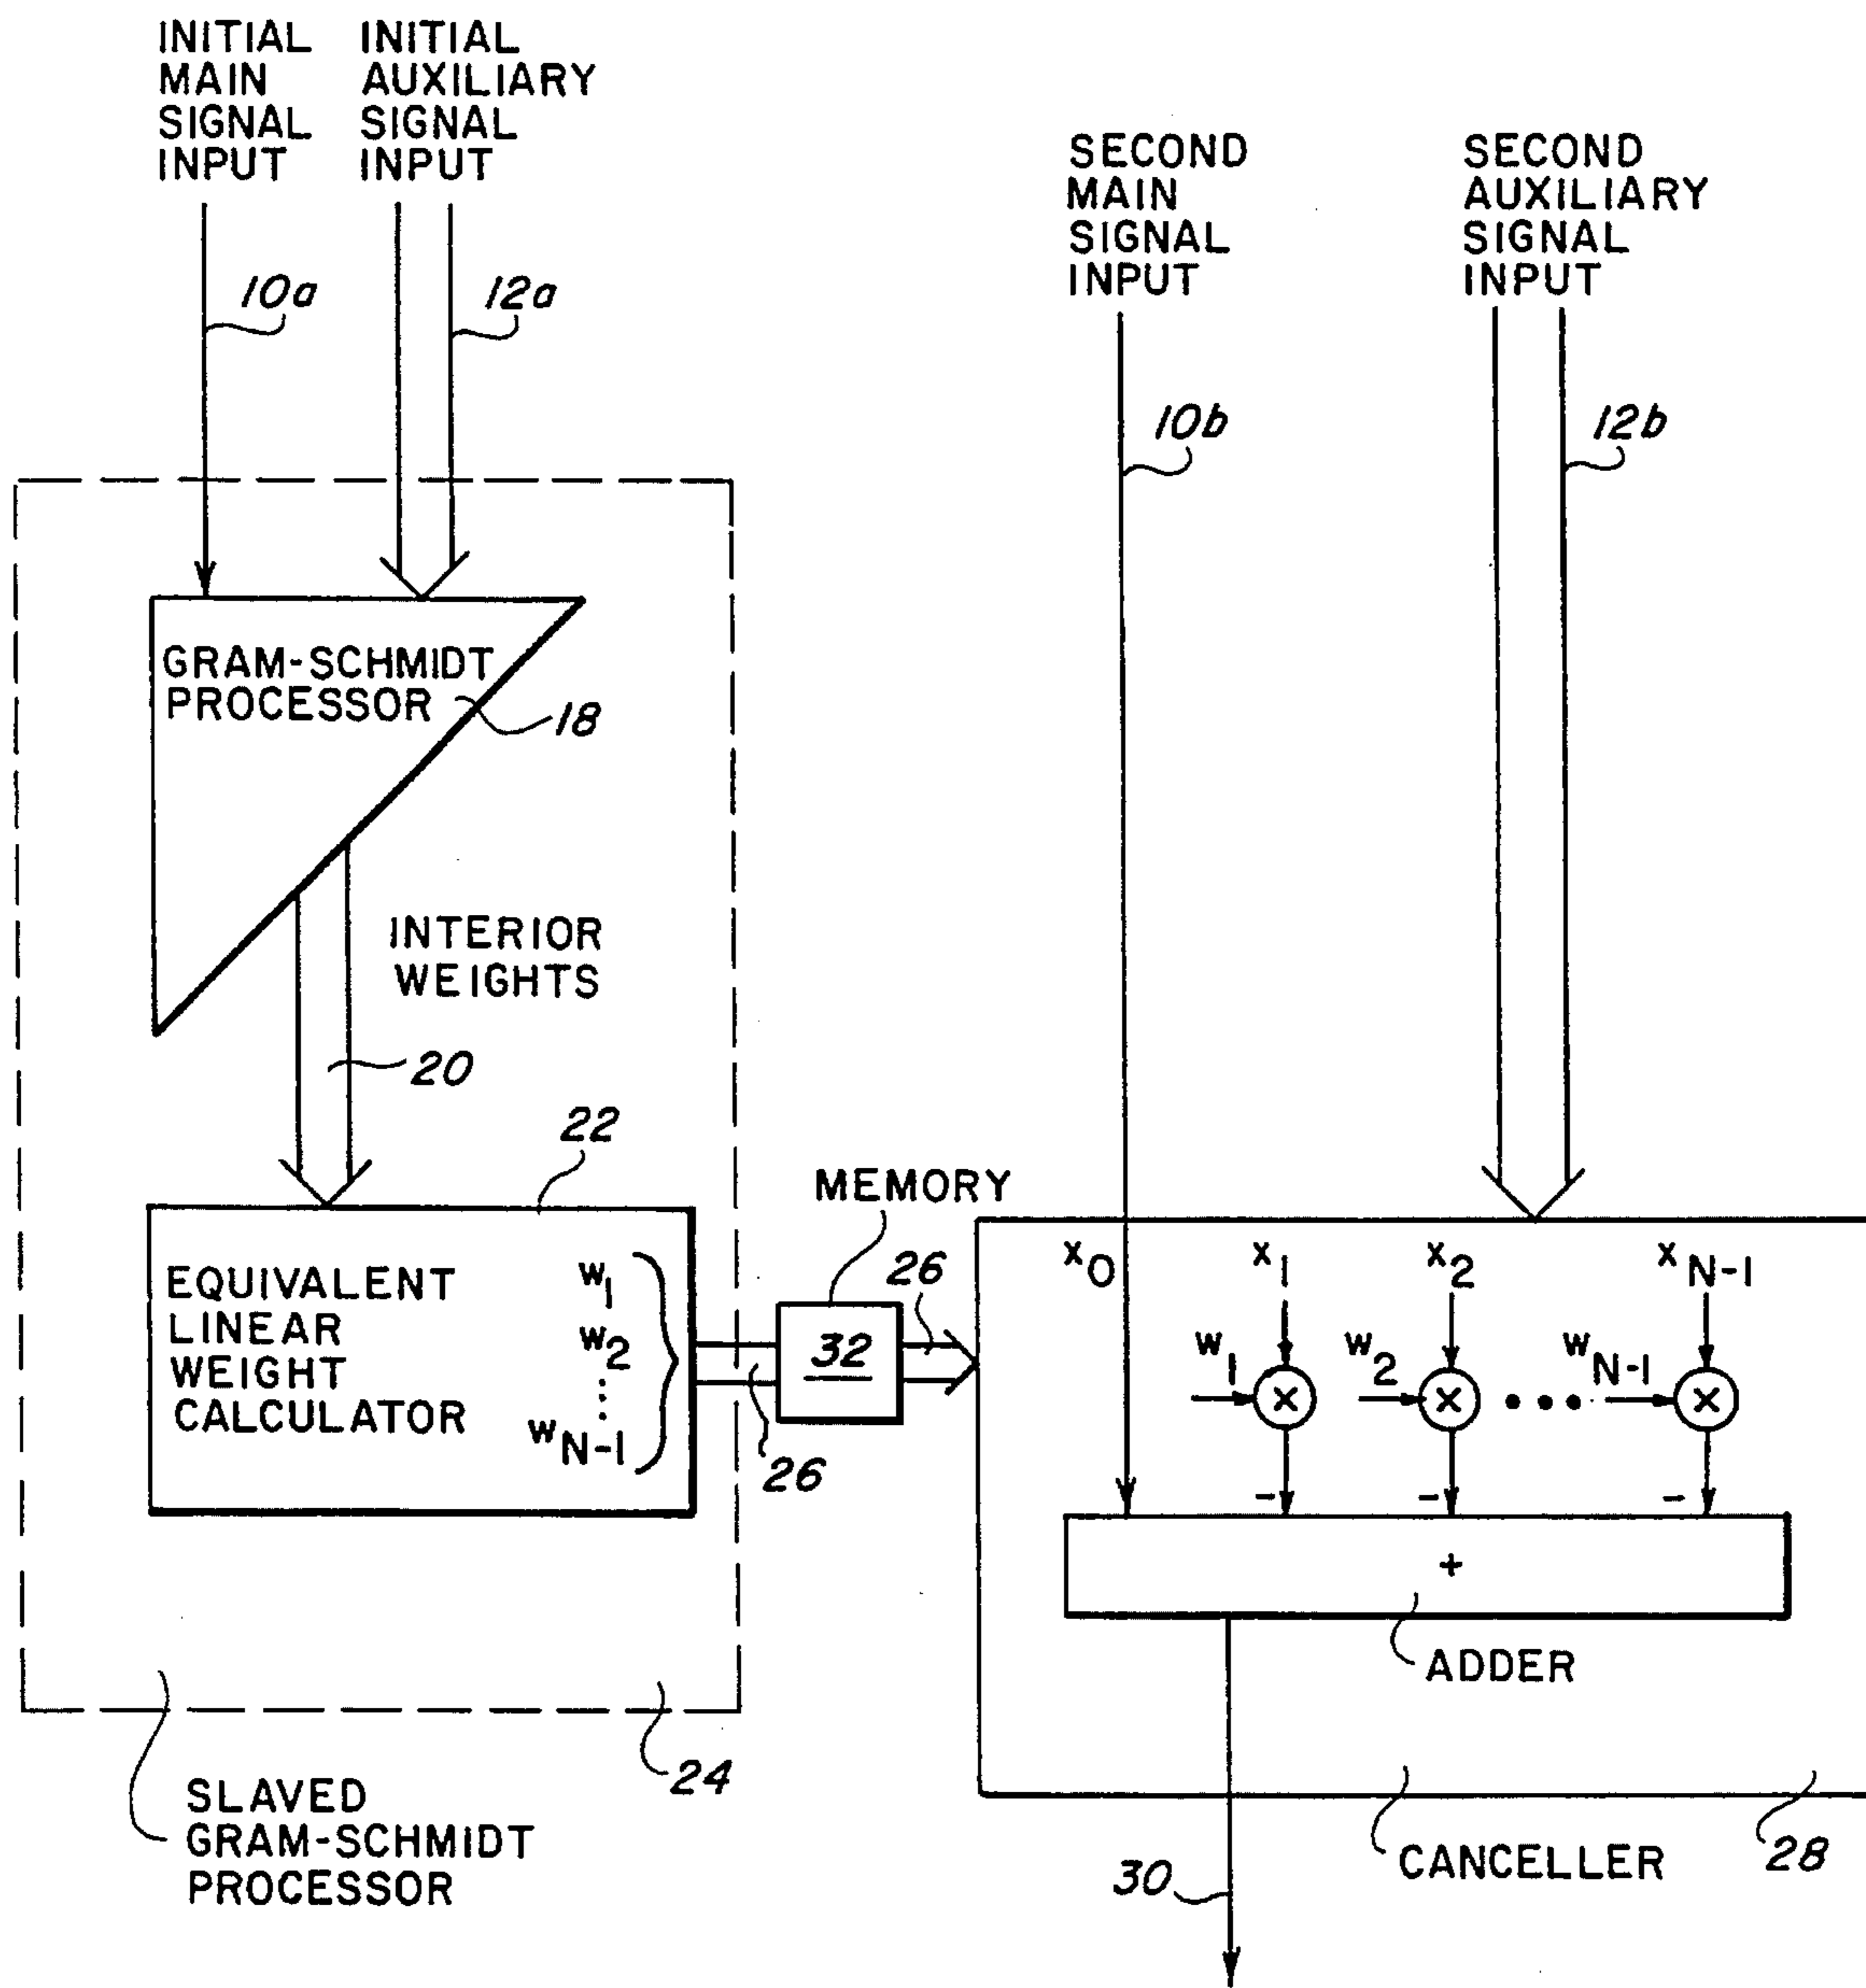 INITIAL
MAIN
SIGNAL
INPUT
INITIAL
AUXILIARY
SIGNAL
INPUT
SECOND
MAIN
SIGNAL
INPUT
SECOND
AUXILIARY
SIGNAL
INPUT
10a
12a
10b
12b
GRAM-SCHMIDT
PROCESSOR
18
INTERIOR
WEIGHTS
20
22
MEMORY
EQUIVALENT
LINEAR
WEIGHT
CALCULATOR
w1
w2
⋮
wN-1
26
32
26
x0
x1
x2
xN-1
w1
×
w2
×
•••
wN-1
×
-
-
-
+
ADDER
24
SLAVED
GRAM-SCHMIDT
PROCESSOR
CANCELLER
28
30